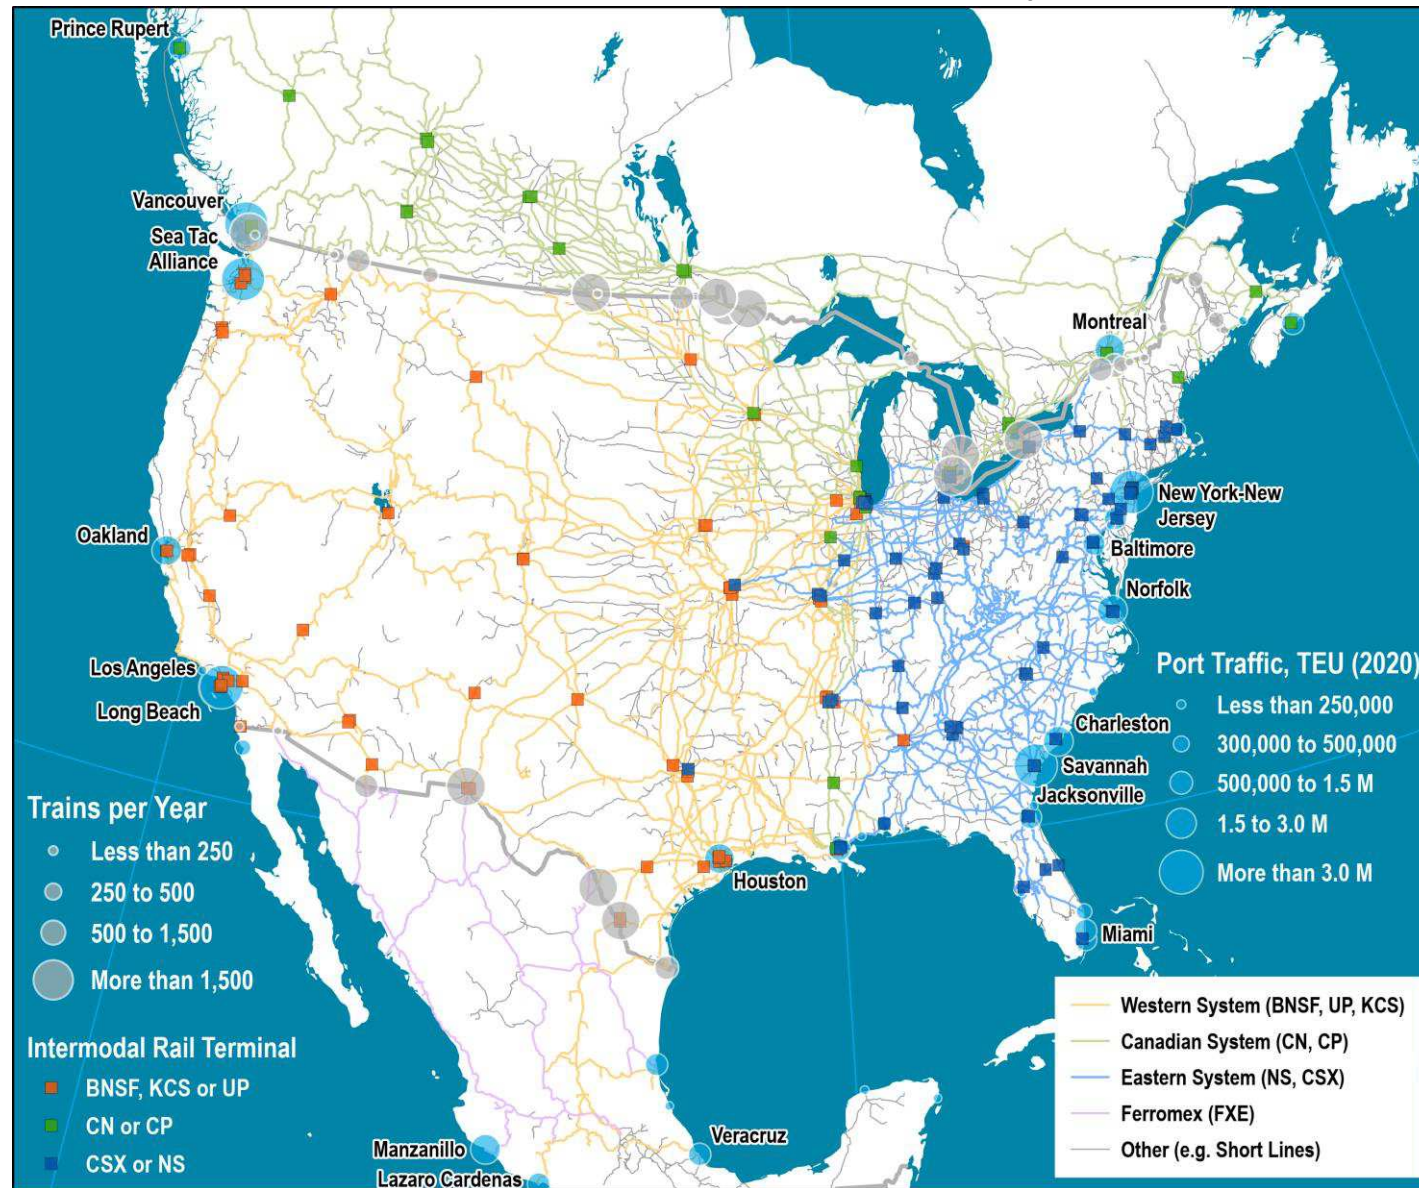 Prince Rupert
Vancouver
Sea Tac
Alliance
Montreal
New York-New
Jersey
Oakland
Baltimore
Norfolk
Los Angeles
Long Beach
Charleston
Savannah
Jacksonville
Houston
Miami
Manzanillo
Veracruz
Lazaro Cardenas
Port Traffic, TEU (2020)
Less than 250,000
300,000 to 500,000
500,000 to 1.5 M
1.5 to 3.0 M
More than 3.0 M
Trains per Year
Less than 250
250 to 500
500 to 1,500
More than 1,500
Intermodal Rail Terminal
BNSF, KCS or UP
CN or CP
CSX or NS
Western System (BNSF, UP, KCS)
Canadian System (CN, CP)
Eastern System (NS, CSX)
Ferromex (FXE)
Other (e.g. Short Lines)